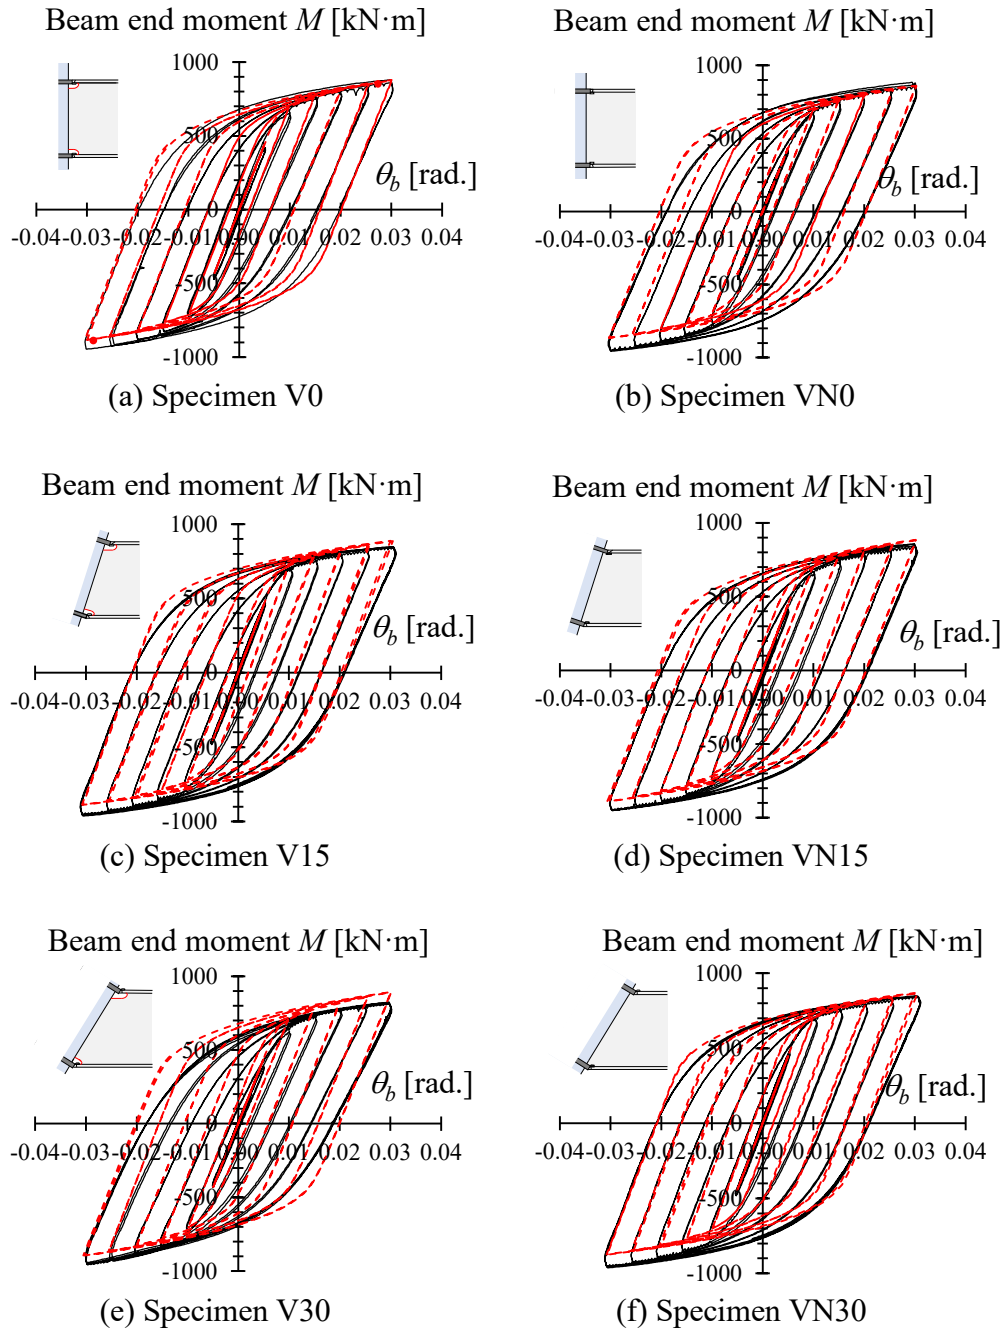 Beam end moment M [kN·m] Beam end moment M [kN·m]
1000 1000
500 500
θb [rad.] θb [rad.]
0 0
-0.04 -0.03 -0.02 -0.01 0.00 0.01 0.02 0.03 0.04 -0.04 -0.03 -0.02 -0.01 0.00 0.01 0.02 0.03 0.04
-500 -500
-1000 -1000
(a) Specimen V0 (b) Specimen VN0
Beam end moment M [kN·m] Beam end moment M [kN·m]
1000 1000
500 500
θb [rad.] θb [rad.]
0 0
-0.04 -0.03 -0.02 -0.01 0.00 0.01 0.02 0.03 0.04 -0.04 -0.03 -0.02 -0.01 0.00 0.01 0.02 0.03 0.04
-500 -500
-1000 -1000
(c) Specimen V15 (d) Specimen VN15
Beam end moment M [kN·m] Beam end moment M [kN·m]
1000 1000
500 500
θb [rad.] θb [rad.]
0 0
-0.04 -0.03 -0.02 -0.01 0.00 0.01 0.02 0.03 0.04 -0.04 -0.03 -0.02 -0.01 0.00 0.01 0.02 0.03 0.04
-500 -500
-1000 -1000
(e) Specimen V30 (f) Specimen VN30